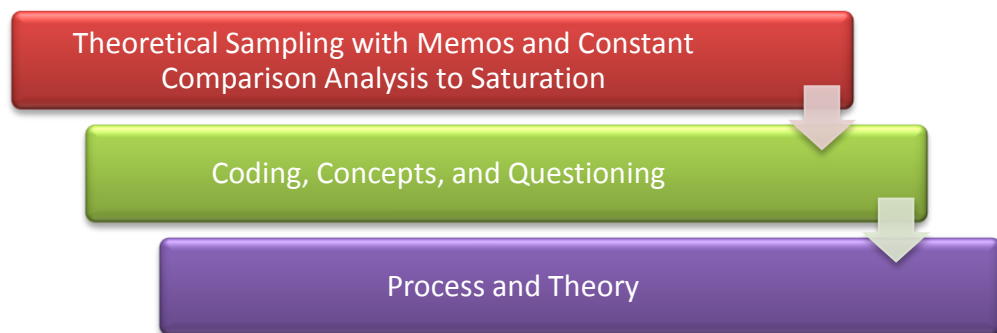 Theoretical Sampling with Memos and Constant
Comparison Analysis to Saturation
Coding, Concepts, and Questioning
Process and Theory